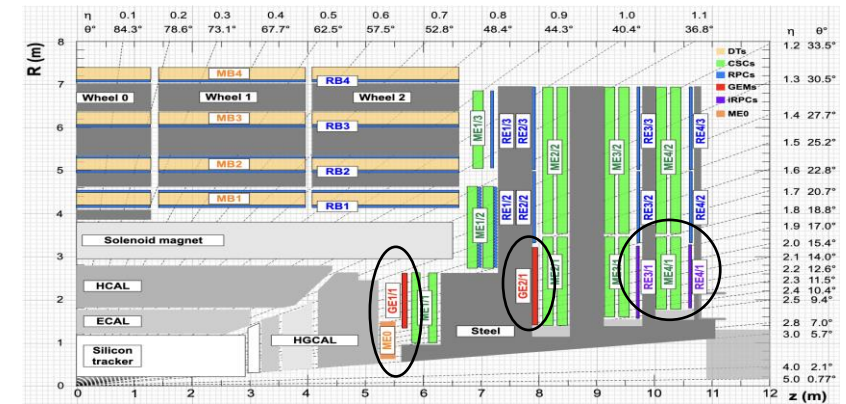 η 0.1 0.2 0.3 0.4 0.5 0.6 0.7 0.8 0.9 1.0 1.1
θ° 84.3° 78.6° 73.1° 67.7° 62.5° 57.5° 52.8° 48.4° 44.3° 40.4° 36.8° η θ°
R (m)
8
7
6
5
4
3
2
1
0
DTs
CSCs
RPCs
GEMs
iRPCs
ME0
1.2 33.5°
1.3 30.5°
1.4 27.7°
1.5 25.2°
1.6 22.8°
1.7 20.7°
1.8 18.8°
1.9 17.0°
2.0 15.4°
2.1 14.0°
2.2 12.6°
2.3 11.5°
2.4 10.4°
2.5 9.4°
2.8 7.0°
3.0 5.7°
4.0 2.1°
5.0 0.77°
MB4
RB4
Wheel 0 Wheel 1 Wheel 2
MB3
RB3
MB2
RB2
MB1
RB1
Solenoid magnet
HCAL
ECAL
Silicon
tracker
HGCAL
Steel
ME0
GE1/1
ME1/1
ME1/2
ME1/3
RE1/3
RE2/3
RE1/2
RE2/2
GE2/1
ME2/1
ME2/2
ME3/2
ME3/1
RE3/3
RE3/2
RE3/1
ME4/2
ME4/1
RE4/3
RE4/2
RE4/1
0 1 2 3 4 5 6 7 8 9 10 11 12
z (m)